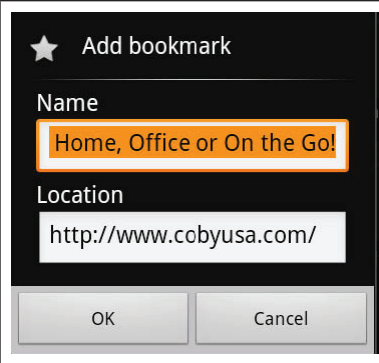 Add bookmark
Name
Home, Office or On the Go!
Location
http://www.cobyusa.com/
OK Cancel